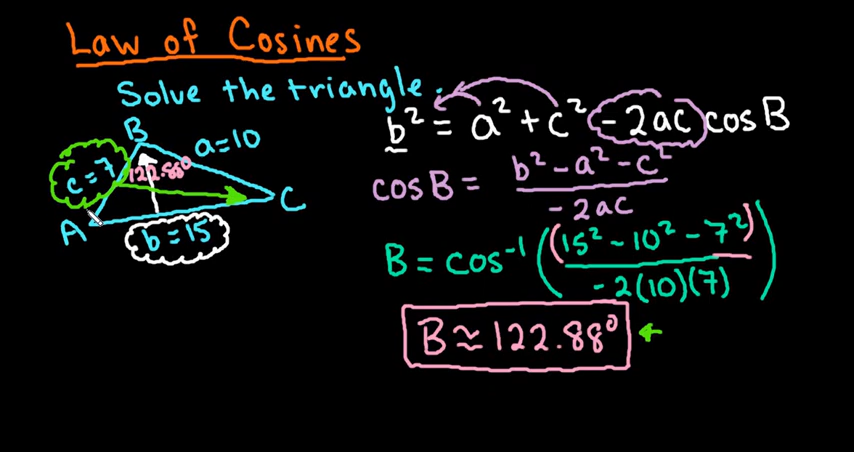 Law of Cosines
Solve the triangle.
b² = a² + c² - 2ac cos B
B
a = 10
c = 7
122.88°
C
A
b = 15
cos B = b² - a² - c² / -2ac
B = cos⁻¹ ( (15² - 10² - 7²) / -2(10)(7) )
B ≈ 122.88°